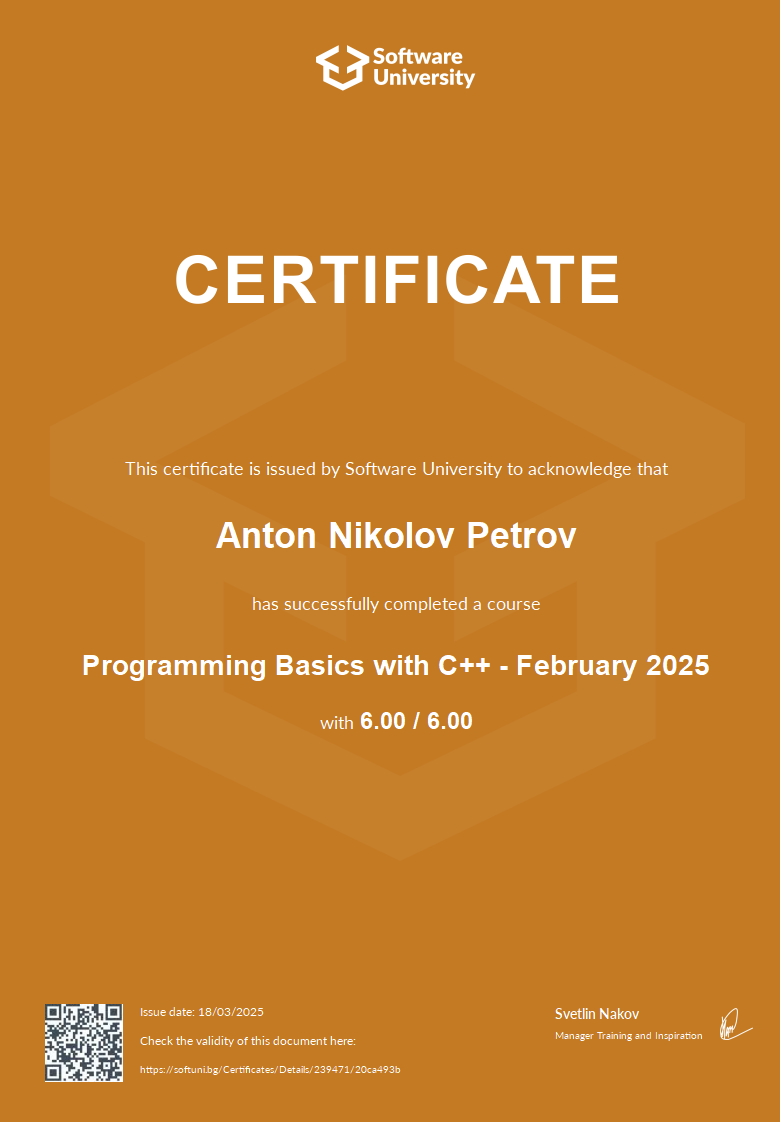 Software
University
CERTIFICATE
This certificate is issued by Software University to acknowledge that
Anton Nikolov Petrov
has successfully completed a course
Programming Basics with C++ - February 2025
with 6.00 / 6.00
Issue date: 18/03/2025
Check the validity of this document here:
https://softuni.bg/Certificates/Details/239471/20ca493b
Svetlin Nakov
Manager Training and Inspiration